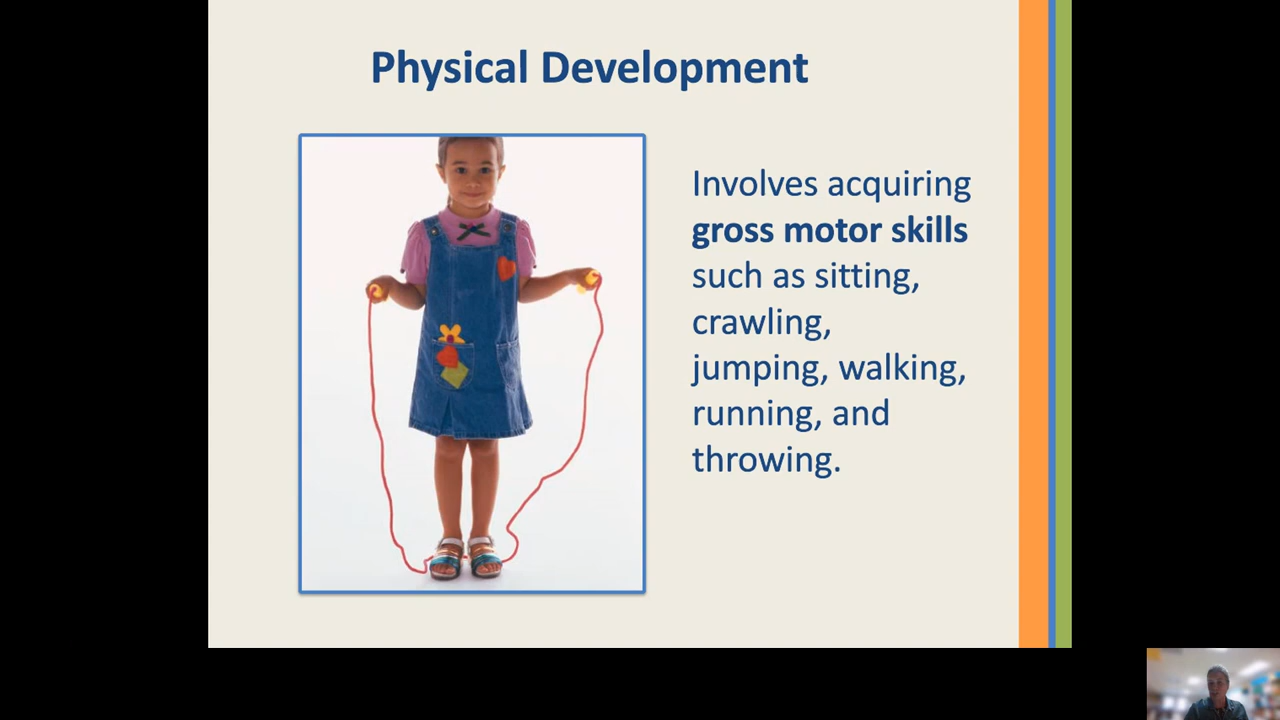 Physical Development
Involves acquiring
gross motor skills
such as sitting,
crawling,
jumping, walking,
running, and
throwing.